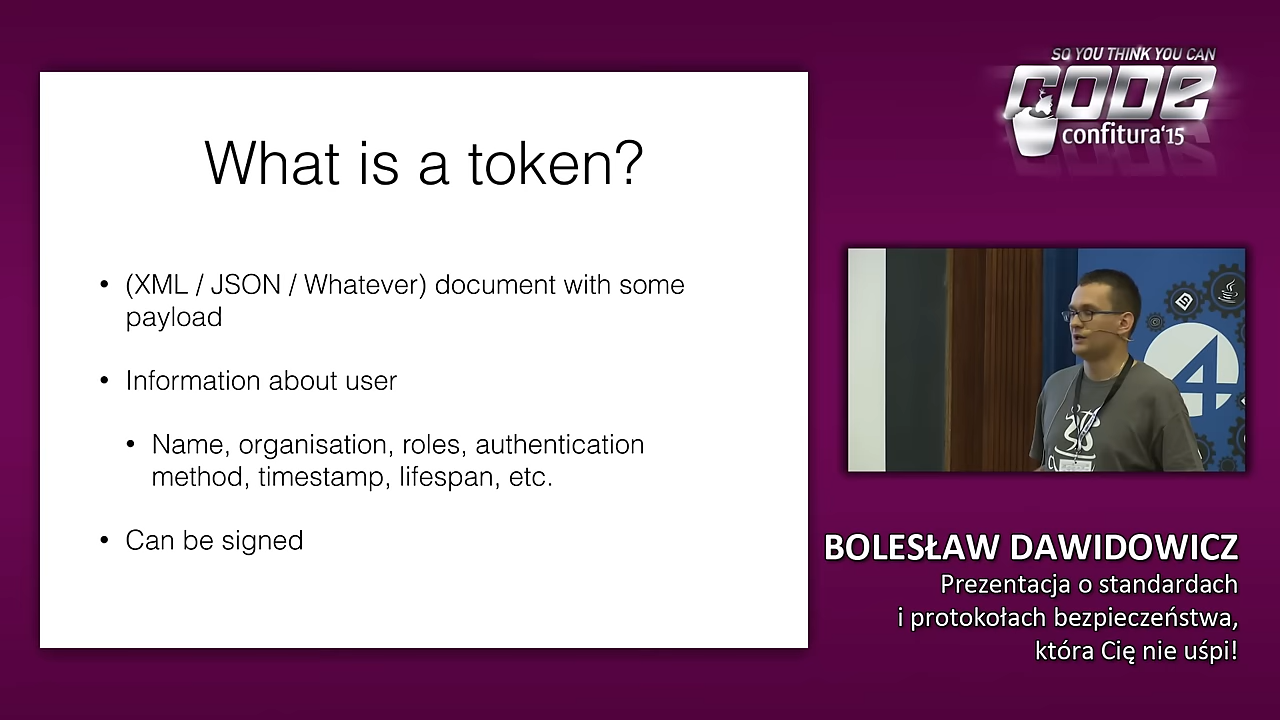 What is a token?
• (XML / JSON / Whatever) document with some
payload
• Information about user
• Name, organisation, roles, authentication
method, timestamp, lifespan, etc.
• Can be signed
SO YOU THINK YOU CAN
CODE
confitura'15
4
BOLESŁAW DAWIDOWICZ
Prezentacja o standardach
i protokołach bezpieczeństwa,
która Cię nie uśpi!